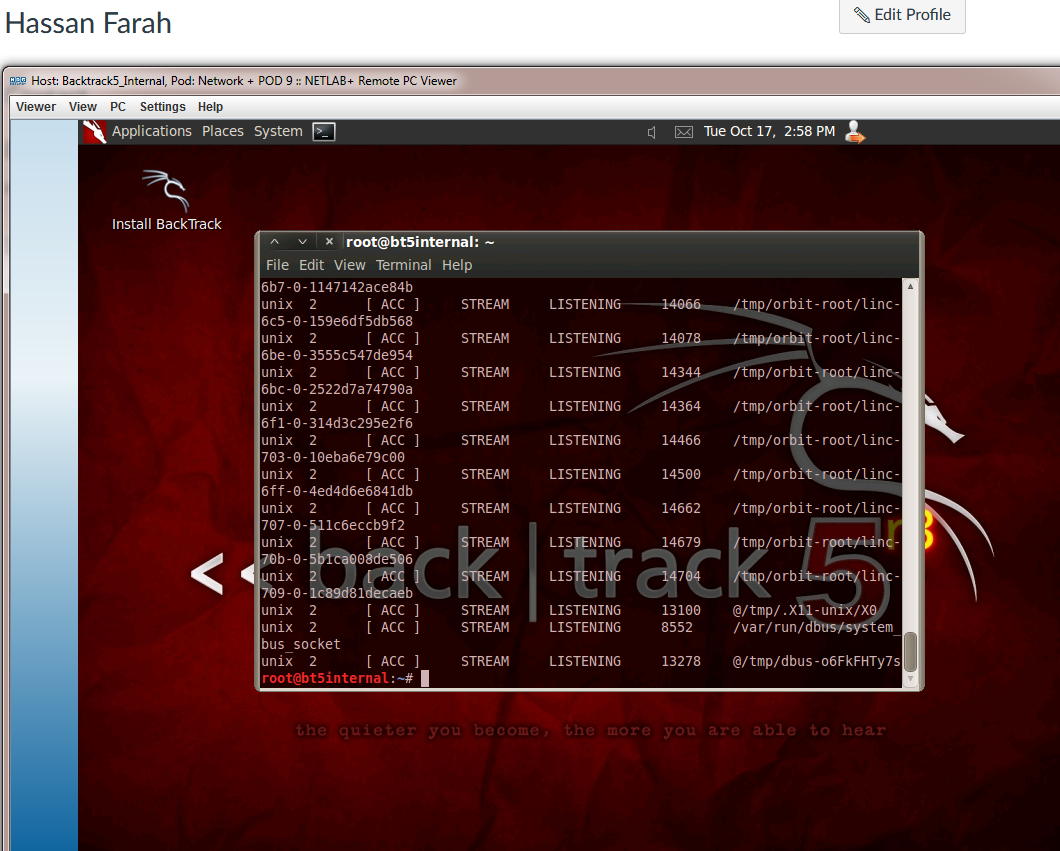 Hassan Farah
Edit Profile
Host: Backtrack5_Internal, Pod: Network + POD 9 :: NETLAB+ Remote PC Viewer
Viewer View PC Settings Help
Applications Places System >_ Tue Oct 17, 2:58 PM
Install BackTrack
root@bt5internal: ~
File Edit View Terminal Help
6b7-0-1147142ace84b
unix 2 [ ACC ] STREAM LISTENING 14066 /tmp/orbit-root/linc-
6c5-0-159e6df5db568
unix 2 [ ACC ] STREAM LISTENING 14078 /tmp/orbit-root/linc-
6be-0-3555c547de954
unix 2 [ ACC ] STREAM LISTENING 14344 /tmp/orbit-root/linc-
6bc-0-2522d7a74790a
unix 2 [ ACC ] STREAM LISTENING 14364 /tmp/orbit-root/linc-
6f1-0-314d3c295e2f6
unix 2 [ ACC ] STREAM LISTENING 14466 /tmp/orbit-root/linc-
703-0-10eba6e79c00
unix 2 [ ACC ] STREAM LISTENING 14500 /tmp/orbit-root/linc-
6ff-0-4ed4d6e6841db
unix 2 [ ACC ] STREAM LISTENING 14662 /tmp/orbit-root/linc-
707-0-511c6eccb9f2
unix 2 [ ACC ] STREAM LISTENING 14679 /tmp/orbit-root/linc-
70b-0-5b1ca008de506
unix 2 [ ACC ] STREAM LISTENING 14704 /tmp/orbit-root/linc-
709-0-1c89d81decaeb
unix 2 [ ACC ] STREAM LISTENING 13100 @/tmp/.X11-unix/X0
unix 2 [ ACC ] STREAM LISTENING 8552 /var/run/dbus/system_
bus_socket
unix 2 [ ACC ] STREAM LISTENING 13278 @/tmp/dbus-o6FkFHTy7s
root@bt5internal:~#
<< back | track 5 r3
the quieter you become, the more you are able to hear